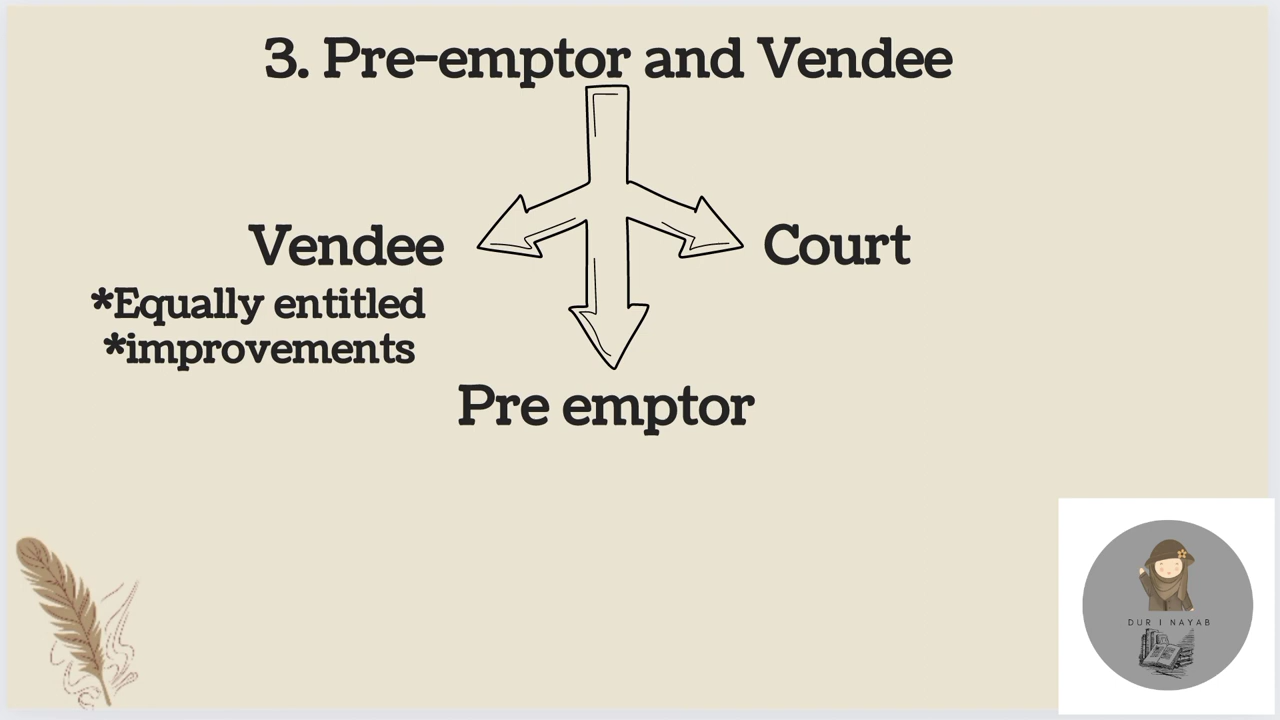 3. Pre-emptor and Vendee
Vendee
Court
*Equally entitled
*improvements
Pre emptor
DUR I NAYAB